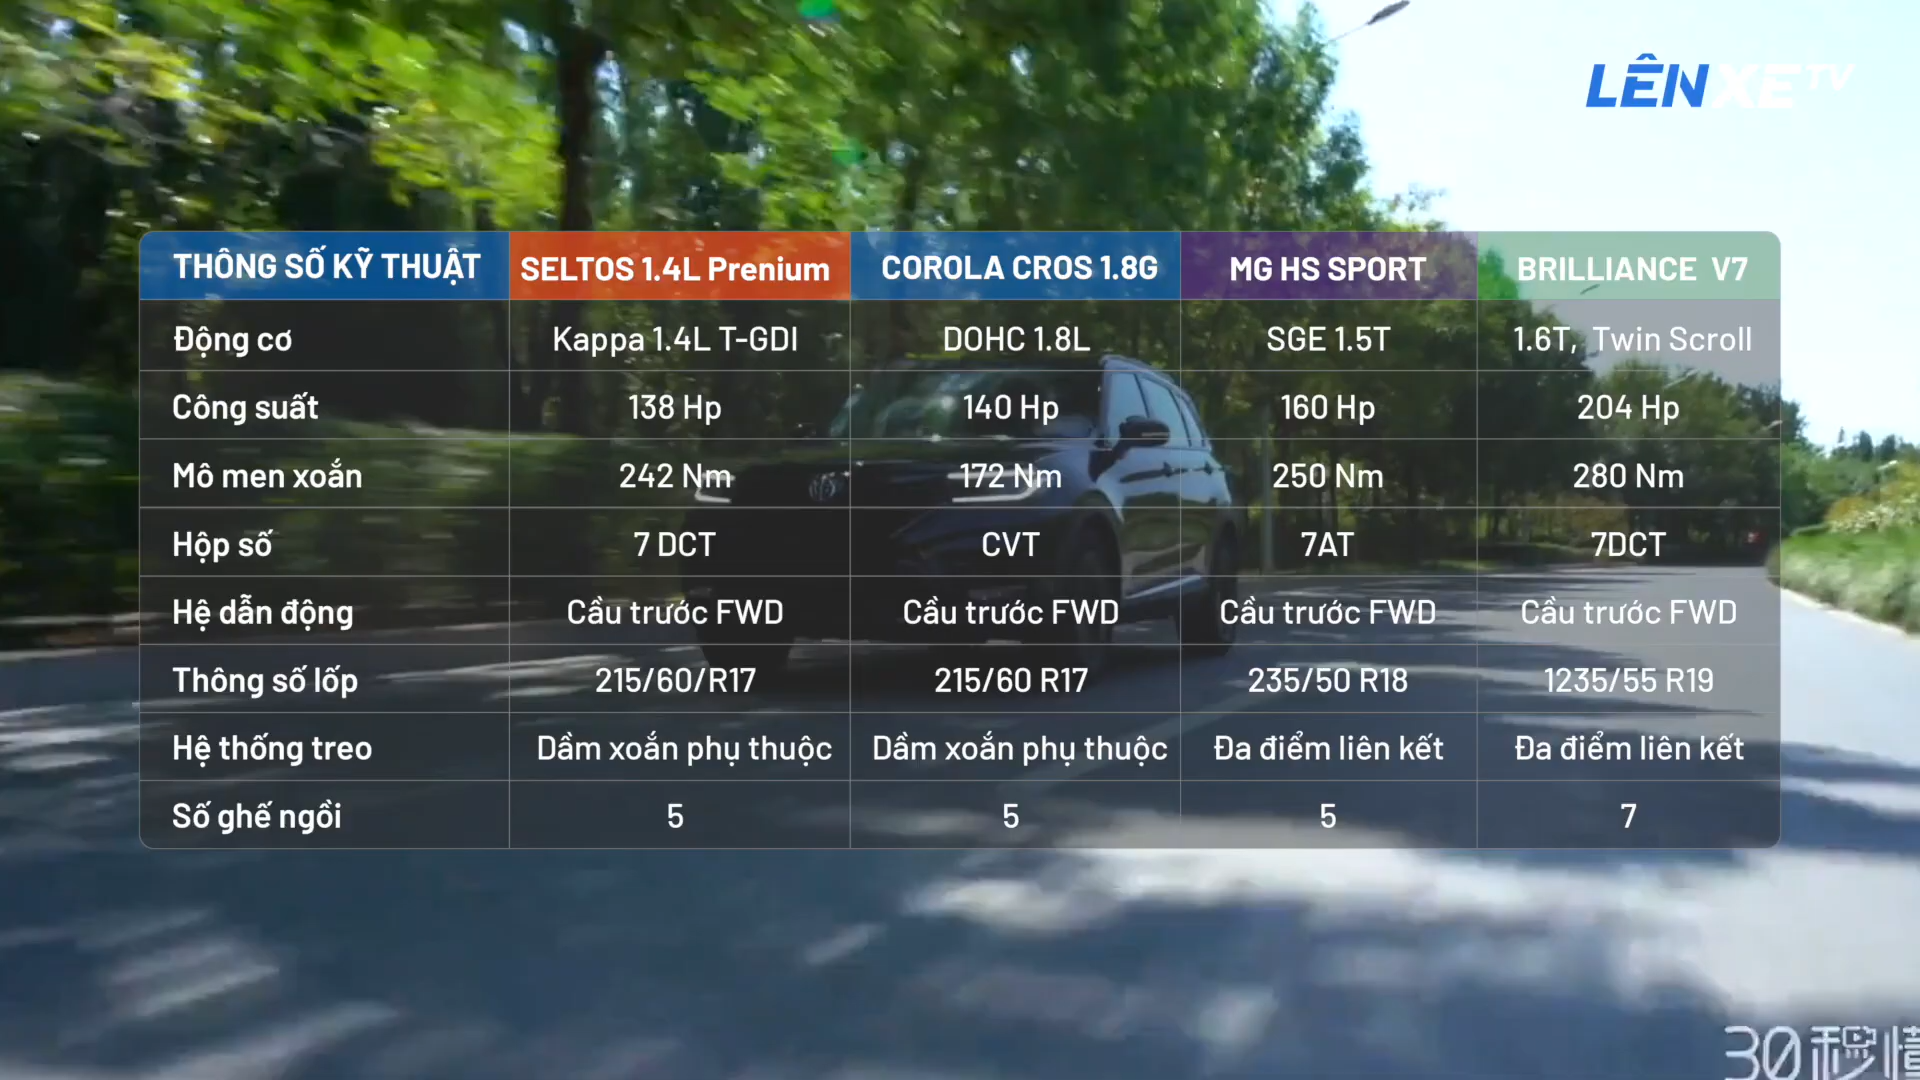 LÊN XE TV
THÔNG SỐ KỸ THUẬT SELTOS 1.4L Prenium COROLA CROS 1.8G MG HS SPORT BRILLIANCE V7
Động cơ Kappa 1.4L T-GDI DOHC 1.8L SGE 1.5T 1.6T, Twin Scroll
Công suất 138 Hp 140 Hp 160 Hp 204 Hp
Mô men xoắn 242 Nm 172 Nm 250 Nm 280 Nm
Hộp số 7 DCT CVT 7AT 7DCT
Hệ dẫn động Cầu trước FWD Cầu trước FWD Cầu trước FWD Cầu trước FWD
Thông số lốp 215/60/R17 215/60 R17 235/50 R18 1235/55 R19
Hệ thống treo Dầm xoắn phụ thuộc Dầm xoắn phụ thuộc Đa điểm liên kết Đa điểm liên kết
Số ghế ngồi 5 5 5 7
30秒懂